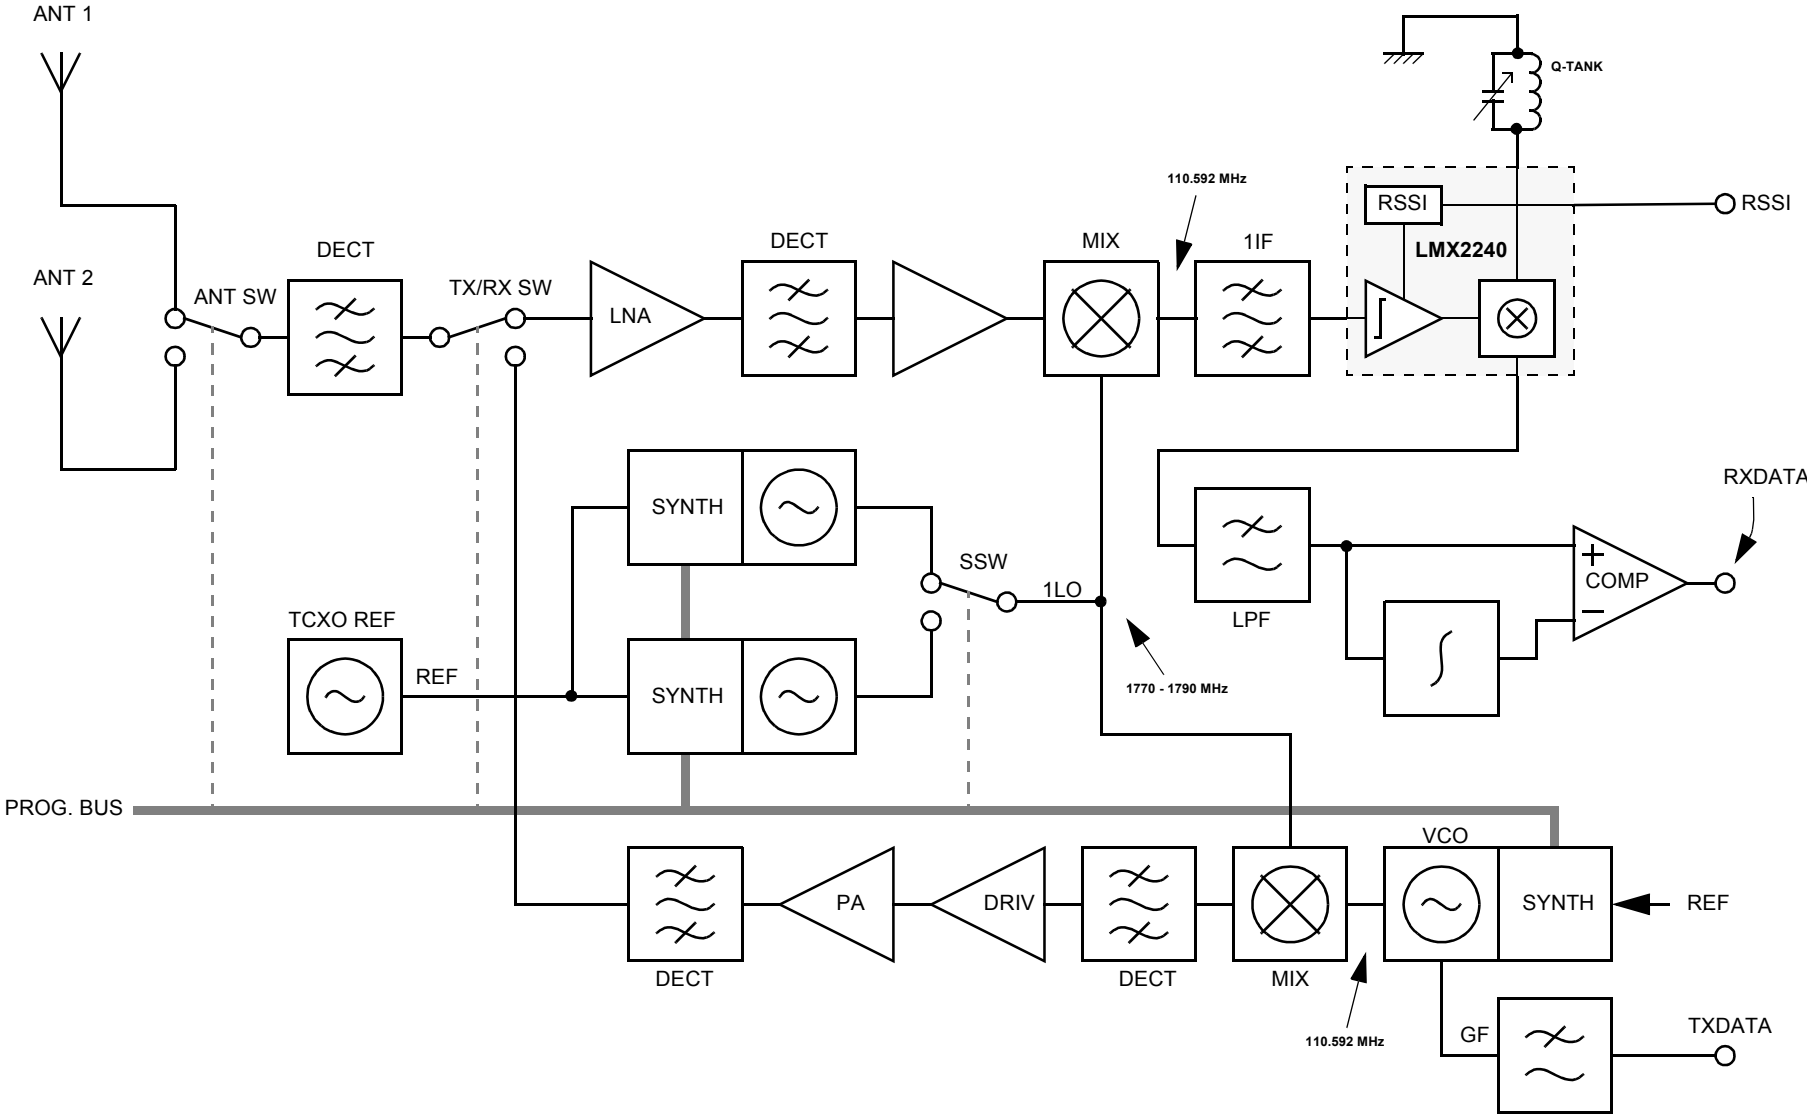 ANT 1
Q-TANK
110.592 MHz
RSSI
RSSI
DECT
MIX
1IF
LMX2240
DECT
ANT 2
TX/RX SW
ANT SW
LNA
RXDATA
SYNTH
SSW
COMP
1LO
TCXO REF
LPF
REF
SYNTH
1770 - 1790 MHz
PROG. BUS
VCO
PA
DRIV
SYNTH
REF
DECT
DECT
MIX
TXDATA
GF
110.592 MHz